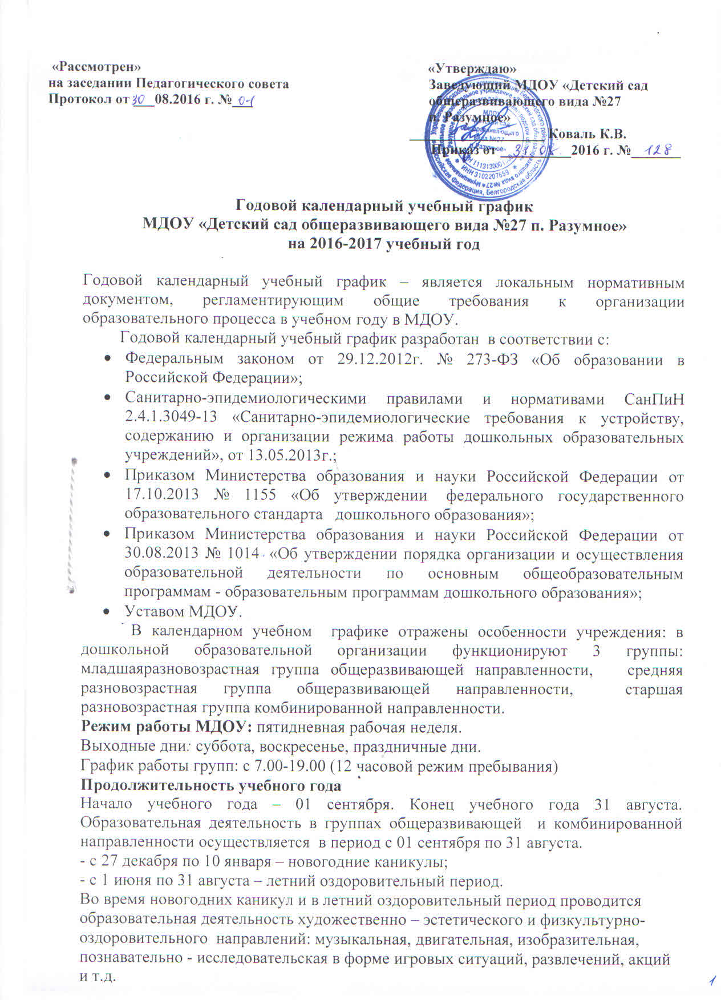 «Рассмотрен»
на заседании Педагогического совета
Протокол от 30 08.2016 г. № 01
«Утверждаю»
Заведующий МДОУ «Детский сад
общеразвивающего вида №27
п. Разумное»
Коваль К.В.
Приказ от 2016 г. № 128
МДОУ
«Детский сад
общеразвивающего
вида №27
п. Разумное»
ИНН 3102207659
Российская Федерация, Белгородская область
Годовой календарный учебный график
МДОУ «Детский сад общеразвивающего вида №27 п. Разумное»
на 2016-2017 учебный год
Годовой календарный учебный график – является локальным нормативным
документом, регламентирующим общие требования к организации
образовательного процесса в учебном году в МДОУ.
Годовой календарный учебный график разработан в соответствии с:
• Федеральным законом от 29.12.2012г. № 273-ФЗ «Об образовании в
Российской Федерации»;
• Санитарно-эпидемиологическими правилами и нормативами СанПиН
2.4.1.3049-13 «Санитарно-эпидемиологические требования к устройству,
содержанию и организации режима работы дошкольных образовательных
учреждений», от 13.05.2013г.;
• Приказом Министерства образования и науки Российской Федерации от
17.10.2013 № 1155 «Об утверждении федерального государственного
образовательного стандарта дошкольного образования»;
• Приказом Министерства образования и науки Российской Федерации от
30.08.2013 № 1014 «Об утверждении порядка организации и осуществления
образовательной деятельности по основным общеобразовательным
программам - образовательным программам дошкольного образования»;
• Уставом МДОУ.
В календарном учебном графике отражены особенности учреждения: в
дошкольной образовательной организации функционируют 3 группы:
младшаяразновозрастная группа общеразвивающей направленности, средняя
разновозрастная группа общеразвивающей направленности, старшая
разновозрастная группа комбинированной направленности.
Режим работы МДОУ: пятидневная рабочая неделя.
Выходные дни: суббота, воскресенье, праздничные дни.
График работы групп: с 7.00-19.00 (12 часовой режим пребывания)
Продолжительность учебного года
Начало учебного года – 01 сентября. Конец учебного года 31 августа.
Образовательная деятельность в группах общеразвивающей и комбинированной
направленности осуществляется в период с 01 сентября по 31 августа.
- с 27 декабря по 10 января – новогодние каникулы;
- с 1 июня по 31 августа – летний оздоровительный период.
Во время новогодних каникул и в летний оздоровительный период проводится
образовательная деятельность художественно – эстетического и физкультурно-
оздоровительного направлений: музыкальная, двигательная, изобразительная,
познавательно - исследовательская в форме игровых ситуаций, развлечений, акций
и т.д.
1